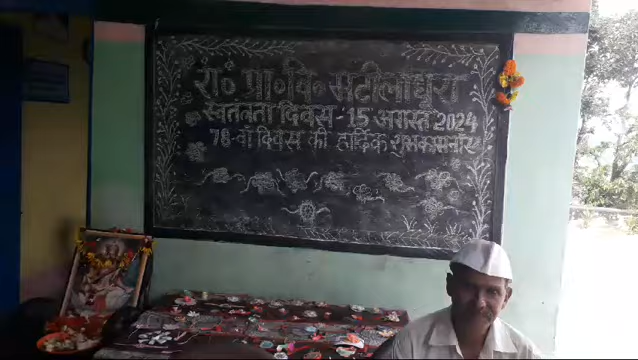 रा० प्रा० वि० सटीलाधुरा
स्वतंत्रता दिवस - 15 अगस्त 2024
78-वाँ दिवस की हार्दिक शुभकामनाएं